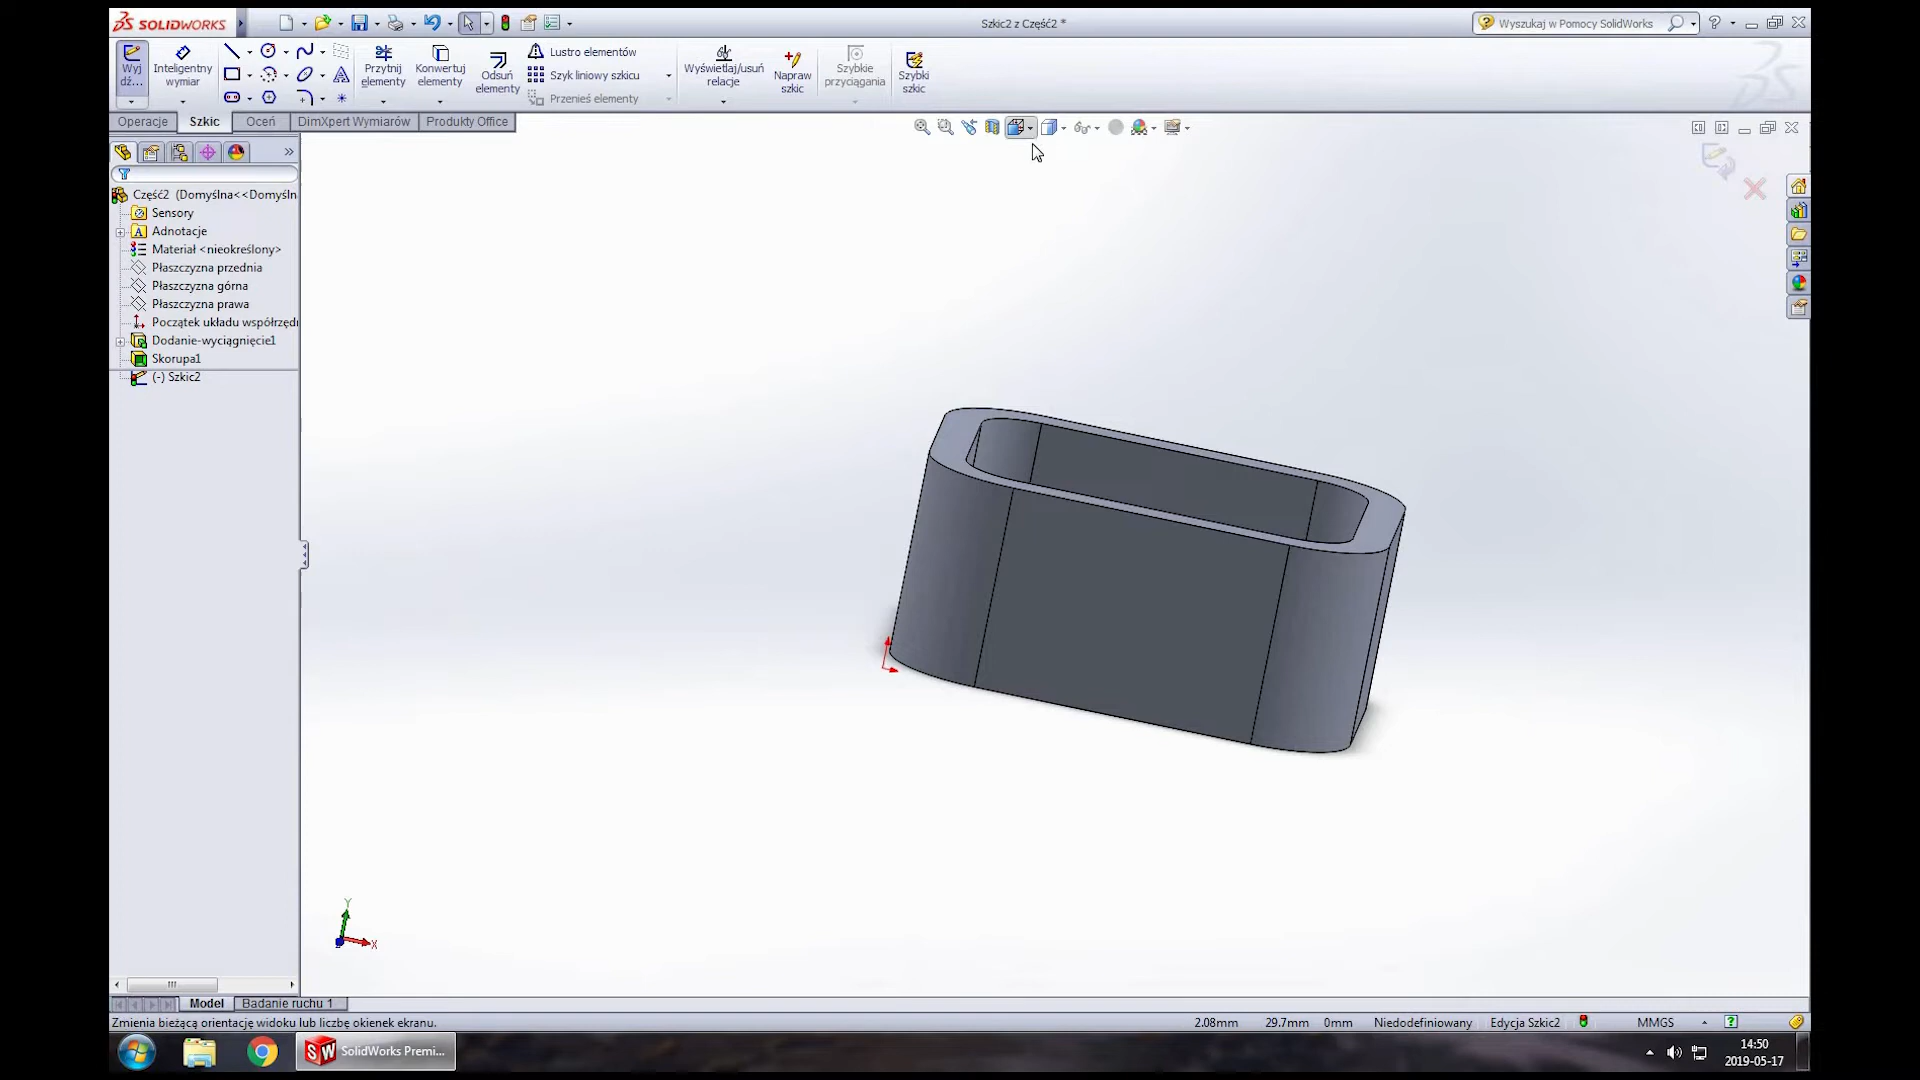 SOLIDWORKS
Szkic2 z Część2 *
Wyszukaj w Pomocy SolidWorks
Wyj
dź...
Inteligentny
wymiar
Przytnij
elementy
Konwertuj
elementy
Odsuń
elementy
Lustro elementów
Szyk liniowy szkicu
Przenieś elementy
Wyświetlaj/usuń
relacje
Napraw
szkic
Szybkie
przyciągania
Szybki
szkic
Operacje
Szkic
Oceń
DimXpert Wymiarów
Produkty Office
Część2 (Domyślna<<Domyśln
Sensory
Adnotacje
Materiał <nieokreślony>
Płaszczyzna przednia
Płaszczyzna górna
Płaszczyzna prawa
Początek układu współrzędn
Dodanie-wyciągnięcie1
Skorupa1
(-) Szkic2
Y
X
Model
Badanie ruchu 1
Zmienia bieżącą orientację widoku lub liczbę okienek ekranu.
2.08mm
29.7mm
0mm
Niedodefiniowany
Edycja Szkic2
MMGS
SolidWorks Premi...
14:50
2019-05-17